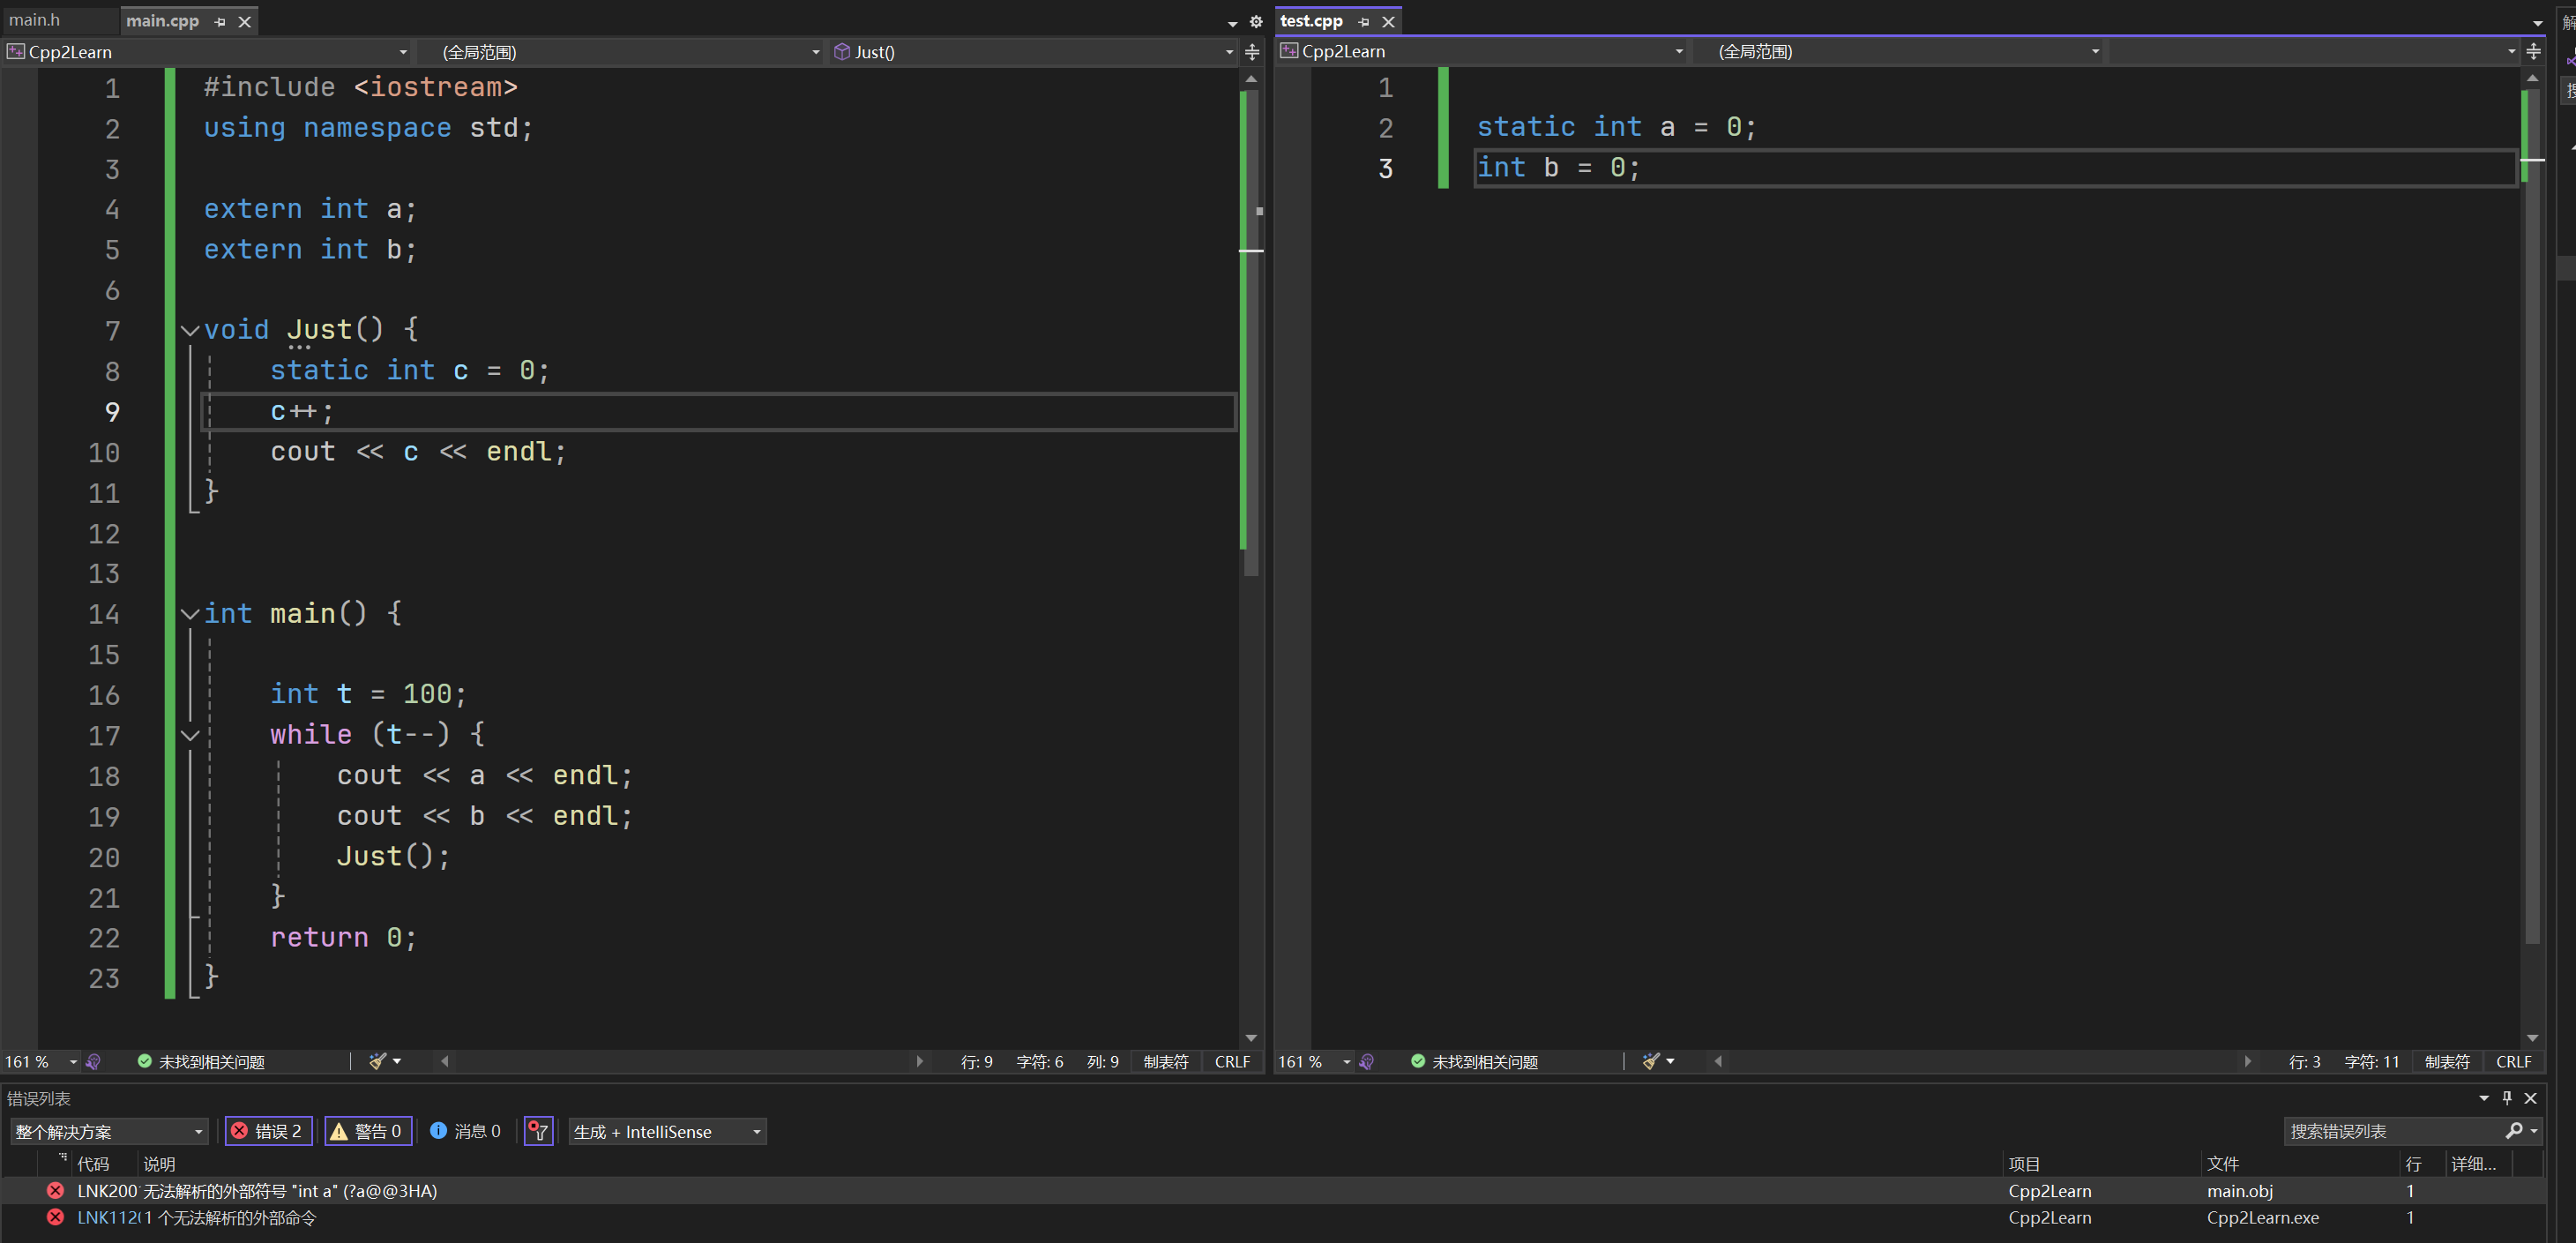 main.h main.cpp
Cpp2Learn (全局范围) Just()
1 #include <iostream>
2 using namespace std;
3
4 extern int a;
5 extern int b;
6
7 void Just() {
8 static int c = 0;
9 c++;
10 cout << c << endl;
11 }
12
13
14 int main() {
15
16 int t = 100;
17 while (t--) {
18 cout << a << endl;
19 cout << b << endl;
20 Just();
21 }
22 return 0;
23 }
161 % 未找到相关问题 行: 9 字符: 6 列: 9 制表符 CRLF
test.cpp
Cpp2Learn (全局范围)
1
2 static int a = 0;
3 int b = 0;
161 % 未找到相关问题 行: 3 字符: 11 制表符 CRLF
错误列表
整个解决方案 错误 2 警告 0 消息 0 生成 + IntelliSense 搜索错误列表
代码 说明 项目 文件 行 详细...
LNK200 无法解析的外部符号 "int a" (?a@@3HA) Cpp2Learn main.obj 1
LNK112 1 个无法解析的外部命令 Cpp2Learn Cpp2Learn.exe 1